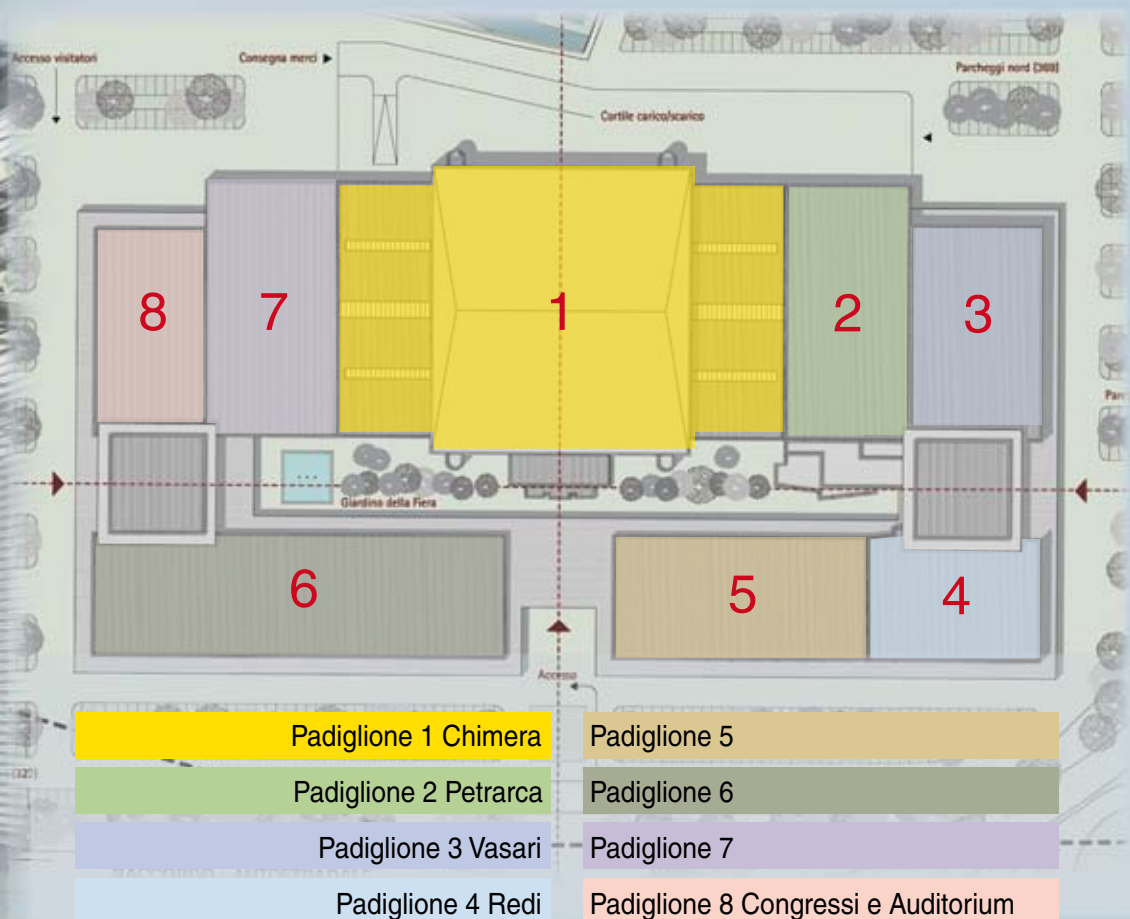 Accesso visitatori
Consegna merci
Parcheggi nord (369)
Cortile carico/scarico
8
7
1
2
3
Giardino della Fiera
6
5
4
Accesso
Padiglione 1 Chimera
Padiglione 5
Padiglione 2 Petrarca
Padiglione 6
Padiglione 3 Vasari
Padiglione 7
Padiglione 4 Redi
Padiglione 8 Congressi e Auditorium